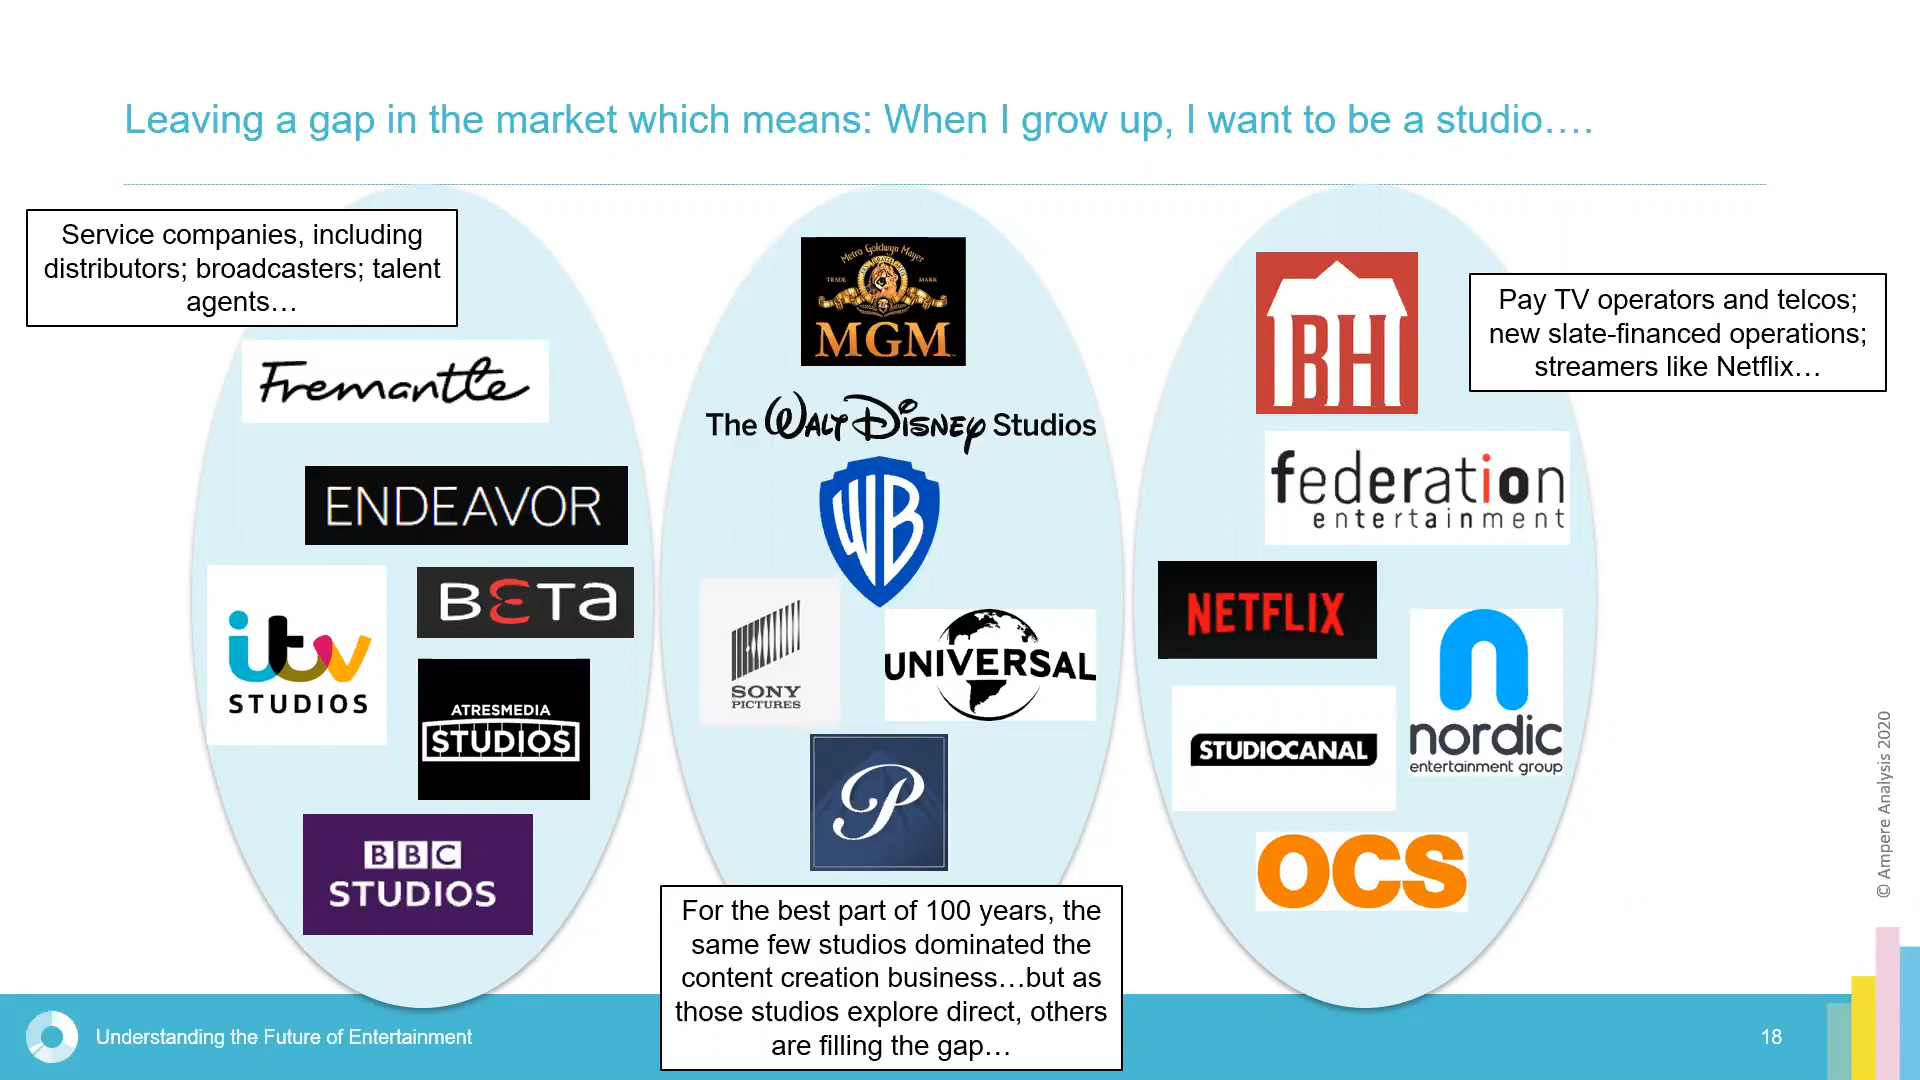 Leaving a gap in the market which means: When I grow up, I want to be a studio….
Service companies, including
distributors; broadcasters; talent
agents…
Fremantle
ENDEAVOR
BETA
itv
STUDIOS
ATRESMEDIA
STUDIOS
BBC
STUDIOS
Metro Goldwyn Mayer
TRADE MARK
MGM
The WALT DISNEY Studios
WB
SONY
PICTURES
UNIVERSAL
P
For the best part of 100 years, the
same few studios dominated the
content creation business…but as
those studios explore direct, others
are filling the gap…
BH
Pay TV operators and telcos;
new slate-financed operations;
streamers like Netflix…
federation
entertainment
NETFLIX
nordic
entertainment group
STUDIOCANAL
OCS
© Ampere Analysis 2020
Understanding the Future of Entertainment
18